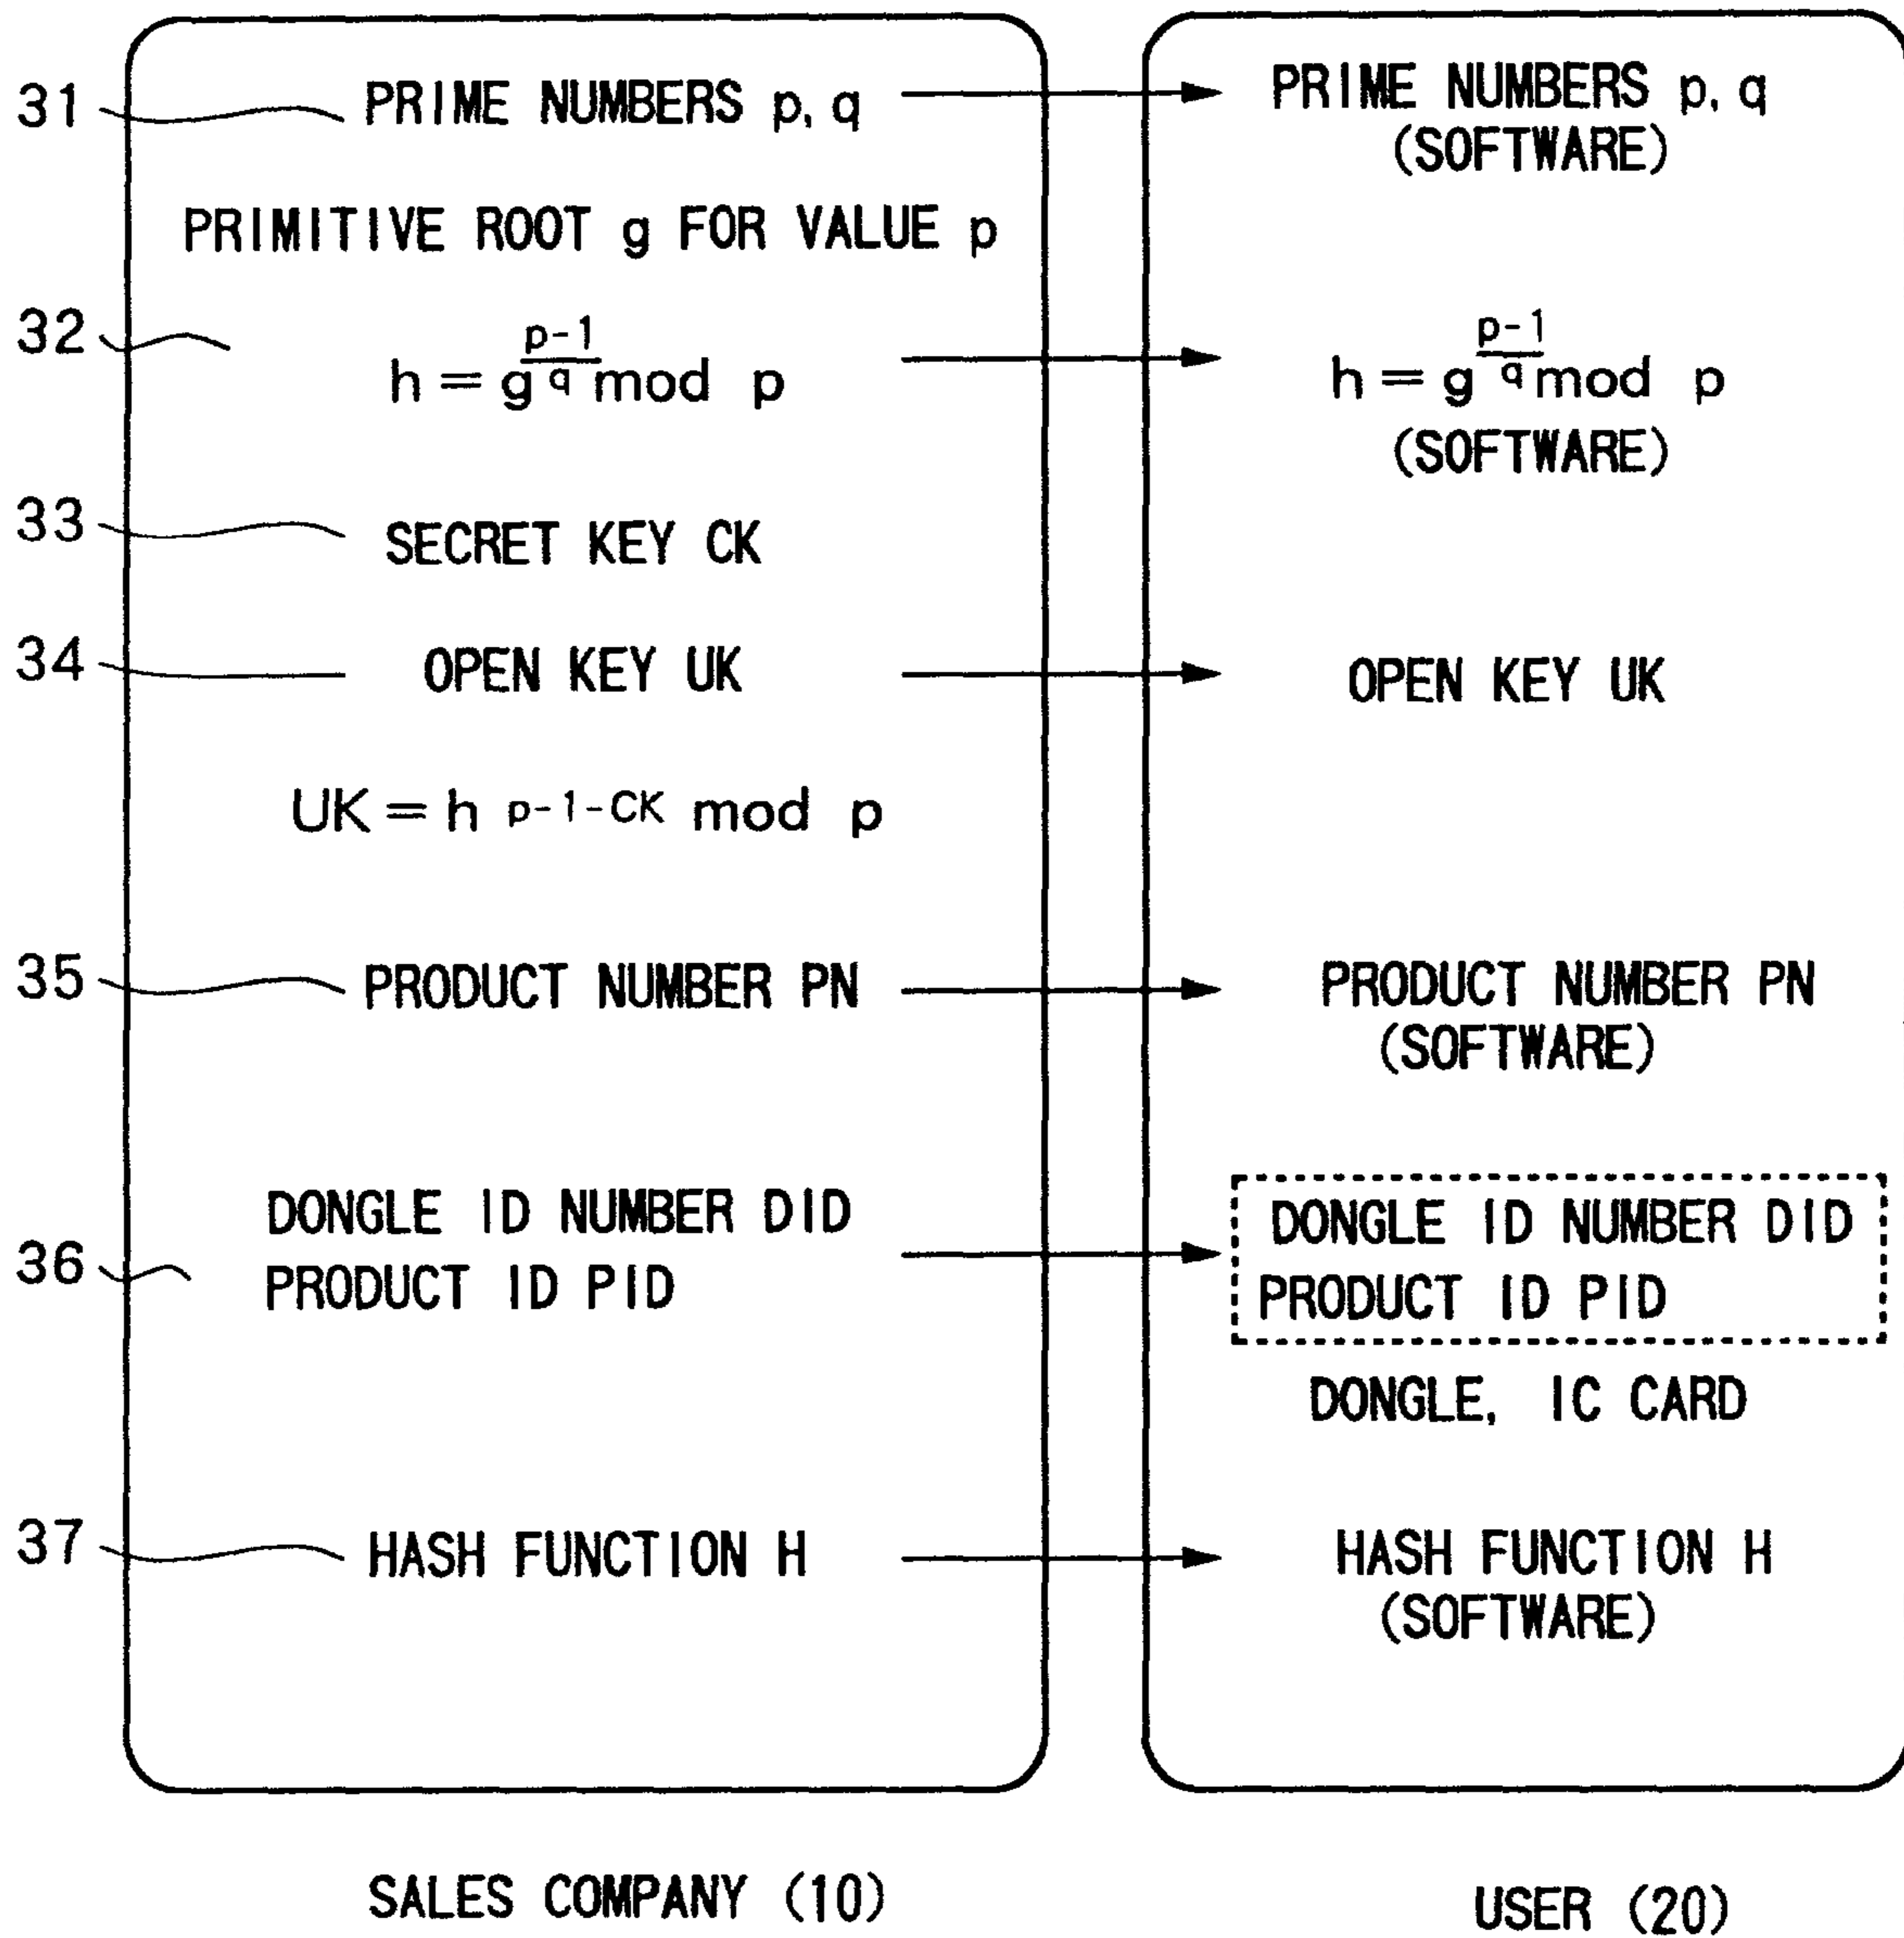 31
PRIME NUMBERS p, q
PRIMITIVE ROOT g FOR VALUE p
32
h = g^{\frac{p-1}{q}} mod p
33
SECRET KEY CK
34
OPEN KEY UK
UK = h^{p-1-CK} mod p
35
PRODUCT NUMBER PN
36
DONGLE ID NUMBER DID
PRODUCT ID PID
37
HASH FUNCTION H
SALES COMPANY (10)
PRIME NUMBERS p, q
(SOFTWARE)
h = g^{\frac{p-1}{q}} mod p
(SOFTWARE)
OPEN KEY UK
PRODUCT NUMBER PN
(SOFTWARE)
DONGLE ID NUMBER DID
PRODUCT ID PID
DONGLE, IC CARD
HASH FUNCTION H
(SOFTWARE)
USER (20)